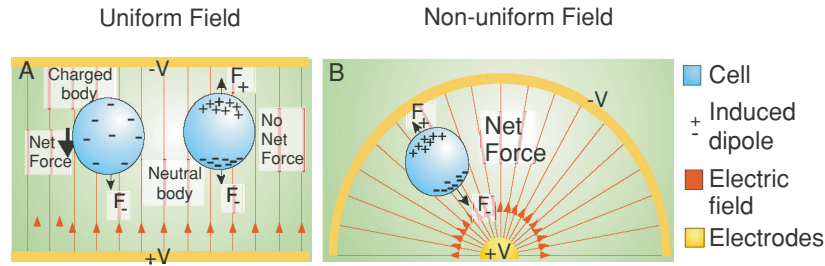 Uniform Field
Non-uniform Field
A
-V
Charged
body
F+
+ + + + + + + + +
- - - - - - - -
Net
Force
No
Net
Force
Neutral
body
F-
F-
+V
B
-V
F+
Net
Force
F-
+V
Cell
+
-
Induced
dipole
Electric
field
Electrodes